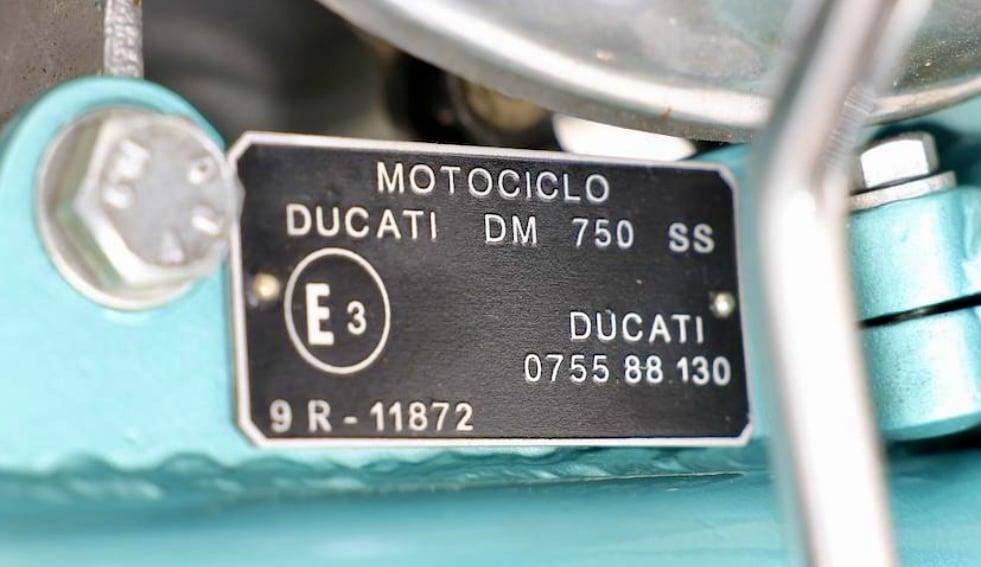 MOTOCICLO
DUCATI DM 750 SS
E 3
DUCATI
0755 88 130
9 R - 11872